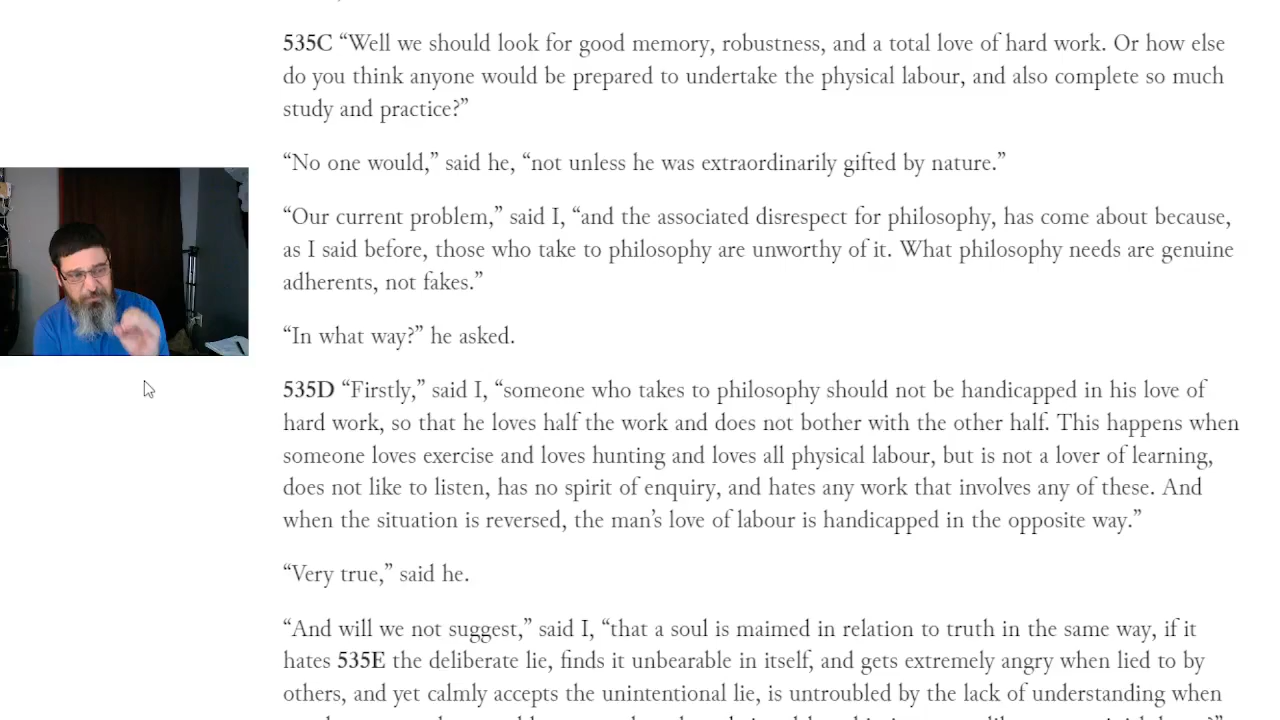 535C “Well we should look for good memory, robustness, and a total love of hard work. Or how else
do you think anyone would be prepared to undertake the physical labour, and also complete so much
study and practice?”
“No one would,” said he, “not unless he was extraordinarily gifted by nature.”
“Our current problem,” said I, “and the associated disrespect for philosophy, has come about because,
as I said before, those who take to philosophy are unworthy of it. What philosophy needs are genuine
adherents, not fakes.”
“In what way?” he asked.
535D “Firstly,” said I, “someone who takes to philosophy should not be handicapped in his love of
hard work, so that he loves half the work and does not bother with the other half. This happens when
someone loves exercise and loves hunting and loves all physical labour, but is not a lover of learning,
does not like to listen, has no spirit of enquiry, and hates any work that involves any of these. And
when the situation is reversed, the man’s love of labour is handicapped in the opposite way.”
“Very true,” said he.
“And will we not suggest,” said I, “that a soul is maimed in relation to truth in the same way, if it
hates 535E the deliberate lie, finds it unbearable in itself, and gets extremely angry when lied to by
others, and yet calmly accepts the unintentional lie, is untroubled by the lack of understanding when